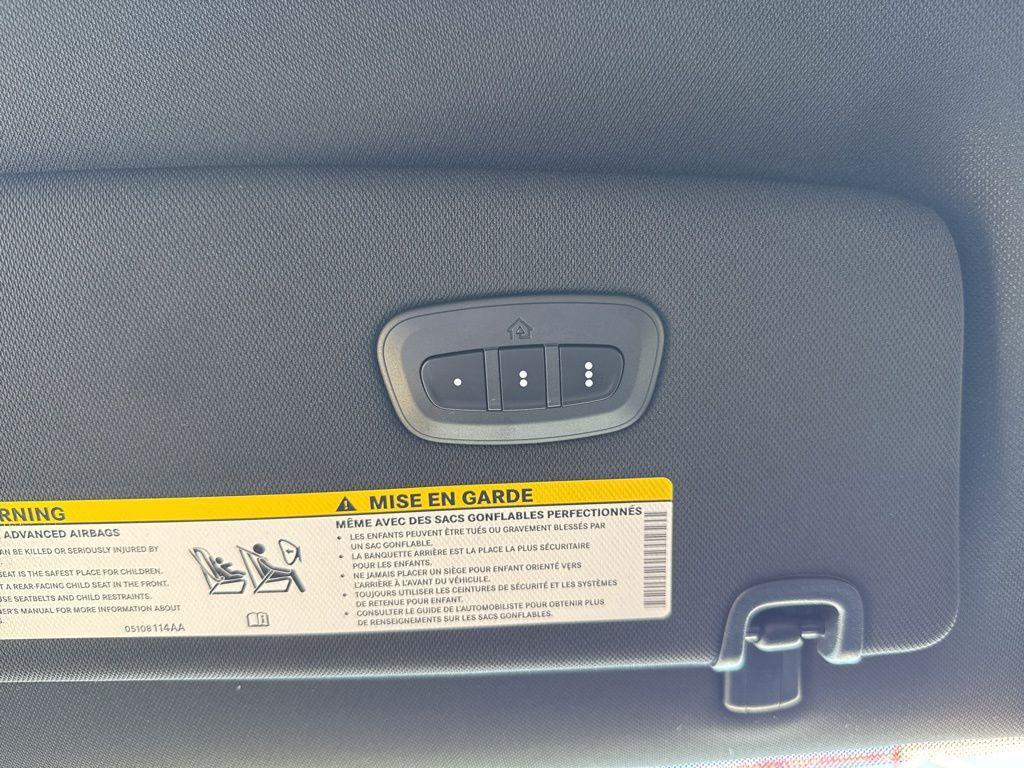 RNING
ADVANCED AIRBAGS
AN BE KILLED OR SERIOUSLY INJURED BY
SEAT IS THE SAFEST PLACE FOR CHILDREN.
T A REAR-FACING CHILD SEAT IN THE FRONT.
USE SEATBELTS AND CHILD RESTRAINTS.
ER'S MANUAL FOR MORE INFORMATION ABOUT
05108114AA
MISE EN GARDE
MÊME AVEC DES SACS GONFLABLES PERFECTIONNÉS
• LES ENFANTS PEUVENT ÊTRE TUÉS OU GRAVEMENT BLESSÉS PAR
UN SAC GONFLABLE.
• LA BANQUETTE ARRIÈRE EST LA PLACE LA PLUS SÉCURITAIRE
POUR LES ENFANTS.
• NE JAMAIS PLACER UN SIÈGE POUR ENFANT ORIENTÉ VERS
L'ARRIÈRE À L'AVANT DU VÉHICULE.
• TOUJOURS UTILISER LES CEINTURES DE SÉCURITÉ ET LES SYSTÈMES
DE RETENUE POUR ENFANT.
• CONSULTER LE GUIDE DE L'AUTOMOBILISTE POUR OBTENIR PLUS
DE RENSEIGNEMENTS SUR LES SACS GONFLABLES.